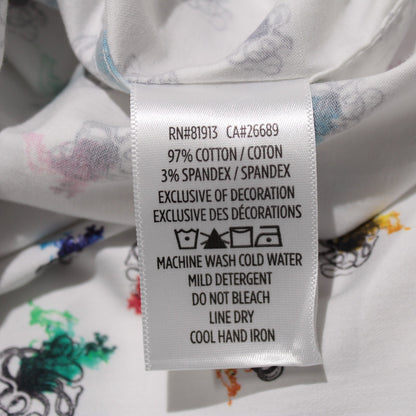 RN#81913 CA#26689
97% COTTON / COTON
3% SPANDEX / SPANDEX
EXCLUSIVE OF DECORATION
EXCLUSIVE DES DÉCORATIONS
MACHINE WASH COLD WATER
MILD DETERGENT
DO NOT BLEACH
LINE DRY
COOL HAND IRON